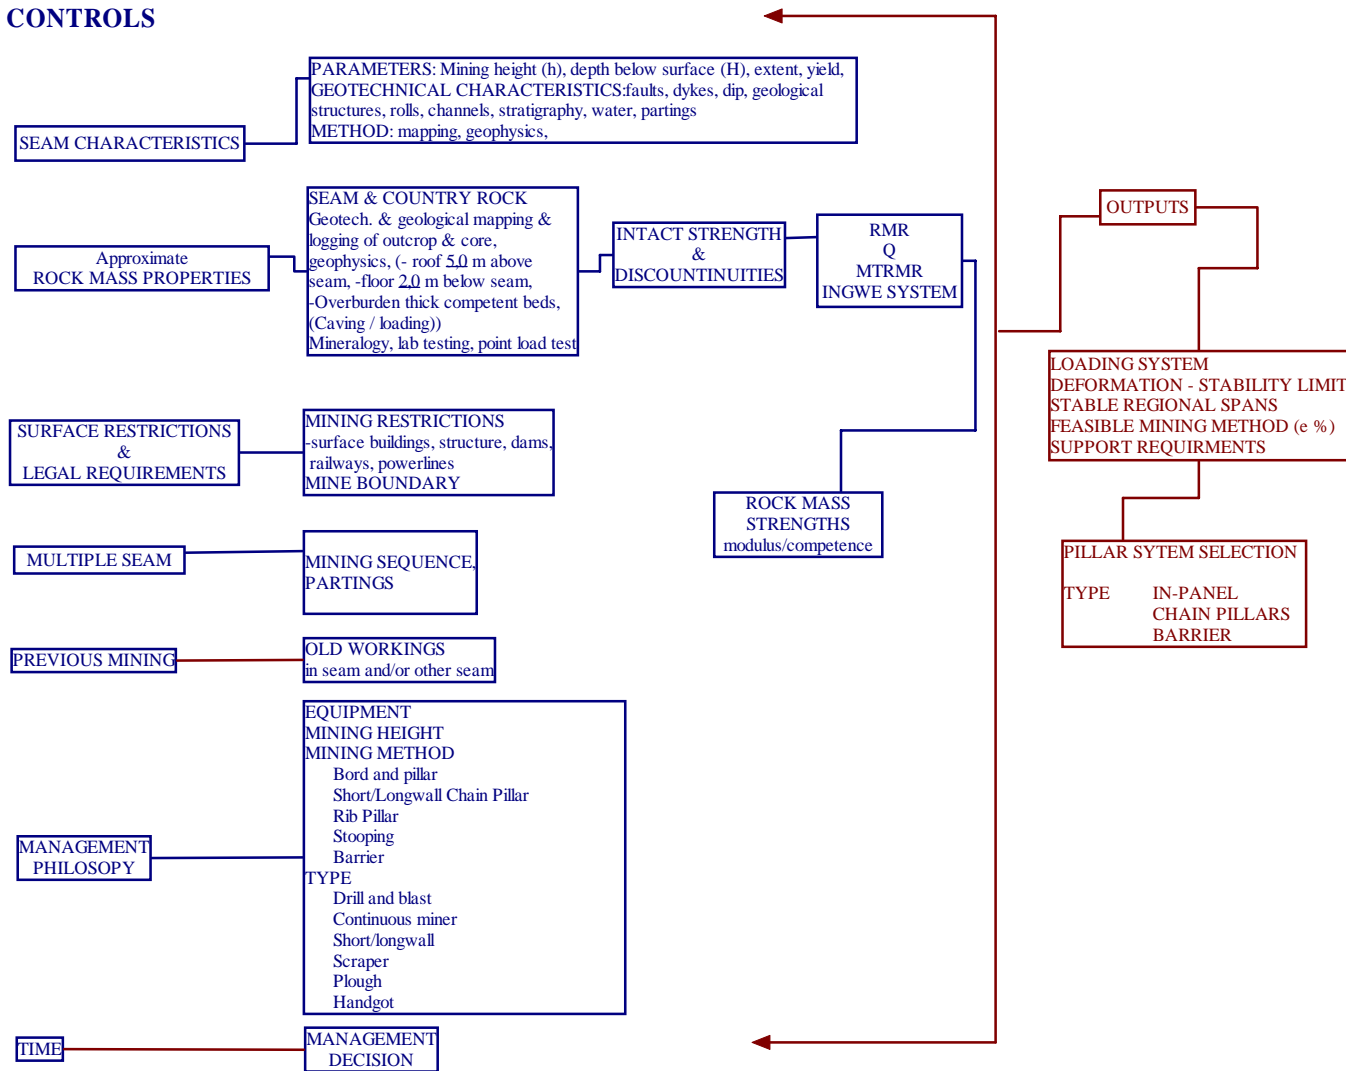 CONTROLS
PARAMETERS: Mining height (h), depth below surface (H), extent, yield,
GEOTECHNICAL CHARACTERISTICS:faults, dykes, dip, geological
structures, rolls, channels, stratigraphy, water, partings
METHOD: mapping, geophysics,
SEAM CHARACTERISTICS
Approximate
ROCK MASS PROPERTIES
SEAM & COUNTRY ROCK
Geotech. & geological mapping &
logging of outcrop & core,
geophysics, (- roof 5,0 m above
seam, -floor 2,0 m below seam,
-Overburden thick competent beds,
(Caving / loading))
Mineralogy, lab testing, point load test
INTACT STRENGTH
&
DISCOUNTINUITIES
RMR
Q
MTRMR
INGWE SYSTEM
ROCK MASS
STRENGTHS
modulus/competence
SURFACE RESTRICTIONS
&
LEGAL REQUIREMENTS
MINING RESTRICTIONS
-surface buildings, structure, dams,
railways, powerlines
MINE BOUNDARY
MULTIPLE SEAM
MINING SEQUENCE,
PARTINGS
PREVIOUS MINING
OLD WORKINGS
in seam and/or other seam
MANAGEMENT
PHILOSOPY
EQUIPMENT
MINING HEIGHT
MINING METHOD
Bord and pillar
Short/Longwall Chain Pillar
Rib Pillar
Stooping
Barrier
TYPE
Drill and blast
Continuous miner
Short/longwall
Scraper
Plough
Handgot
TIME
MANAGEMENT
DECISION
OUTPUTS
LOADING SYSTEM
DEFORMATION - STABILITY LIMIT
STABLE REGIONAL SPANS
FEASIBLE MINING METHOD (e %)
SUPPORT REQUIRMENTS
PILLAR SYTEM SELECTION
TYPE IN-PANEL
CHAIN PILLARS
BARRIER